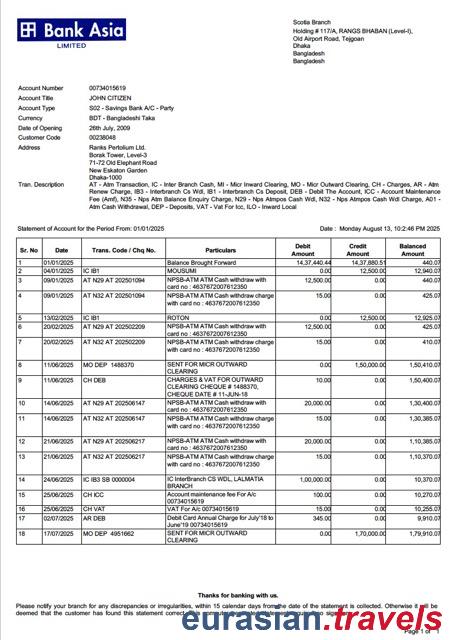 Bank Asia
LIMITED
Scotia Branch
Holding # 117/A, RANGS BHABAN (Level-I),
Old Airport Road, Tejgoan
Dhaka
Bangladesh
Bangladesh
Account Number 00734015619
Account Title JOHN CITIZEN
Account Type S02 - Savings Bank A/C - Party
Currency BDT - Bangladeshi Taka
Date of Opening 26th July, 2009
Customer Code 00238048
Address Ranks Pertolium Ltd.
Borak Tower, Level-3
71-72 Old Elephant Road
New Eskaton Garden
Dhaka-1000
Tran. Description AT - Atm Transaction, IC - Inter Branch Cash, MI - Micr Inward Clearing, MO - Micr Outward Clearing, CH - Charges, AR - Atm
Renew Charge, IB3 - Interbranch Cs Wdl, IB1 - Interbranch Cs Deposit, DEB - Debit The Account, ICC - Account Maintenance
Fee (Amf), N35 - Nps Atm Balance Enquiry Charge, N29 - Nks Atmpos Cash Wdl, N32 - Nks Atmpos Cash Wdl Charge, A01 -
Atm Cash Withdrawal, DEP - Deposits, VAT - Vat For Icc, ILO - Inward Local
Statement of Account for the Period From: 01/01/2025 Date : Monday August 13, 10:2:46 PM 2025
Sr. No Date Trans. Code / Chq No. Particulars Debit Amount Credit Amount Balanced Amount
1 01/01/2025 Balance Brought Forward 14,37,440.44 14,37,880.51 440.07
2 04/01/2025 IC IB1 MOUSUMI 0.00 12,500.00 12,940.07
3 09/01/2025 AT N29 AT 202501094 NPSB-ATM ATM Cash withdraw with
card no : 4637672007612350 12,500.00 0.00 440.07
4 09/01/2025 AT N32 AT 202501094 NPSB-ATM ATM Cash withdraw charge
with card no : 4637672007612350 15.00 0.00 425.07
5 13/02/2025 IC IB1 ROTON 0.00 12,500.00 12,925.07
6 20/02/2025 AT N29 AT 202502209 NPSB-ATM ATM Cash withdraw with
card no : 4637672007612350 12,500.00 0.00 425.07
7 20/02/2025 AT N32 AT 202502209 NPSB-ATM ATM Cash withdraw charge
with card no : 4637672007612350 15.00 0.00 410.07
8 11/06/2025 MO DEP 1488370 SENT FOR MICR OUTWARD
CLEARING 0.00 1,50,000.00 1,50,410.07
9 11/06/2025 CH DEB CHARGES & VAT FOR OUTWARD
CLEARING CHEQUE # 1488370,
CHEQUE DATE # 11-JUN-18 10.00 0.00 1,50,400.07
10 14/06/2025 AT N29 AT 202506147 NPSB-ATM ATM Cash withdraw with
card no : 4637672007612350 20,000.00 0.00 1,30,400.07
11 14/06/2025 AT N32 AT 202506147 NPSB-ATM ATM Cash withdraw charge
with card no : 4637672007612350 15.00 0.00 1,30,385.07
12 21/06/2025 AT N29 AT 202506217 NPSB-ATM ATM Cash withdraw with
card no : 4637672007612350 20,000.00 0.00 1,10,385.07
13 21/06/2025 AT N32 AT 202506217 NPSB-ATM ATM Cash withdraw charge
with card no : 4637672007612350 15.00 0.00 1,10,370.07
14 24/06/2025 IC IB3 SB 0000004 IC InterBranch CS WDL, LALMATIA
BRANCH 1,00,000.00 0.00 10,370.07
15 25/06/2025 CH ICC Account maintenance fee For A/c
00734015619 100.00 0.00 10,270.07
16 25/06/2025 CH VAT VAT For A/c 00734015619 15.00 0.00 10,255.07
17 02/07/2025 AR DEB Debit Card Annual Charge for July'18 to
June'19 00734015619 345.00 0.00 9,910.07
18 17/07/2025 MO DEP 4951662 SENT FOR MICR OUTWARD
CLEARING 0.00 1,70,000.00 1,79,910.07
Thanks for banking with us.
Please notify your branch for any discrepancies or irregularities, within 15 calendar days from the date of the statement is collected. Otherwise it will be
deemed that the customer has found this statement correct
eurasian.travels
Page 1 of 1